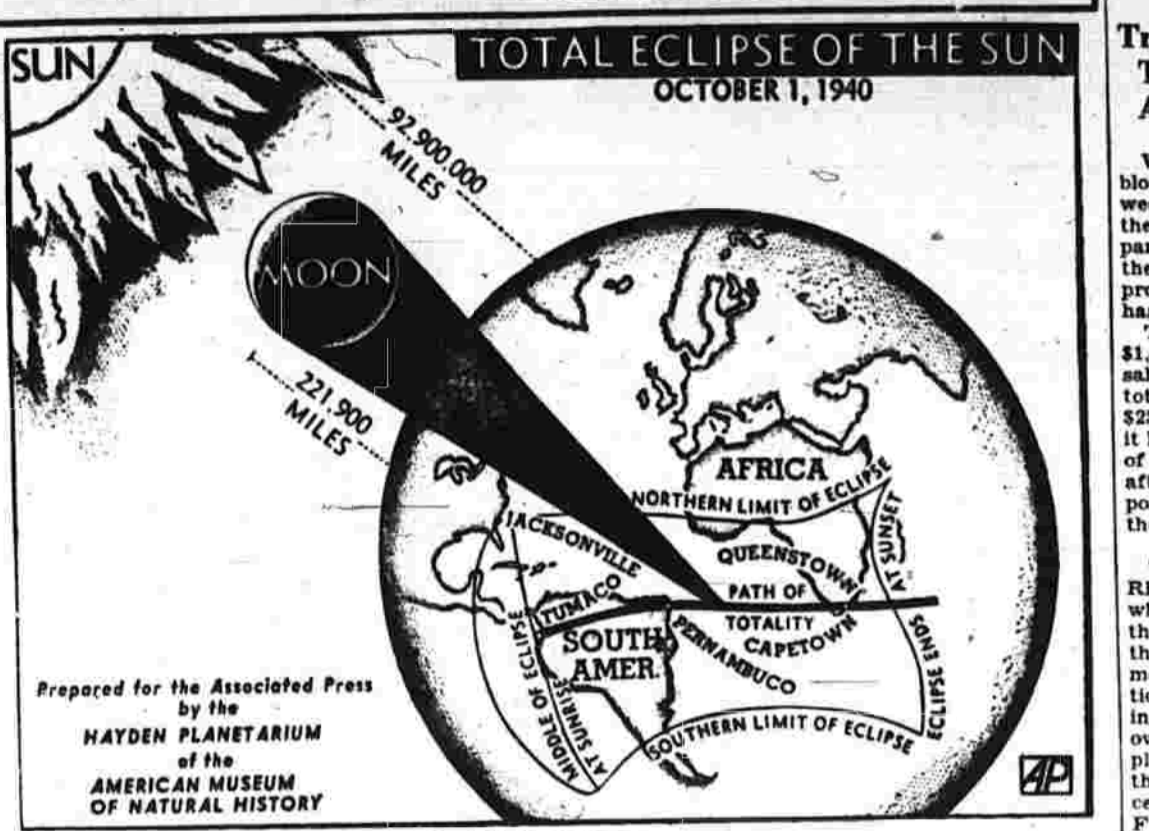 SUN
TOTAL ECLIPSE OF THE SUN
OCTOBER 1, 1940
92.900.000
MILES
MOON
221.900
MILES
AFRICA
NORTHERN LIMIT OF ECLIPSE
JACKSONVILLE
QUEENSTOWN
AT SUNSET
ECLIPSE ENDS
TUMACO
PATH OF
TOTALITY
CAPETOWN
PERNAMBUCO
SOUTH
AMER.
MIDDLE OF ECLIPSE
AT SUNRISE
SOUTHERN LIMIT OF ECLIPSE
Prepared for the Associated Press
by the
HAYDEN PLANETARIUM
of the
AMERICAN MUSEUM
OF NATURAL HISTORY
AP